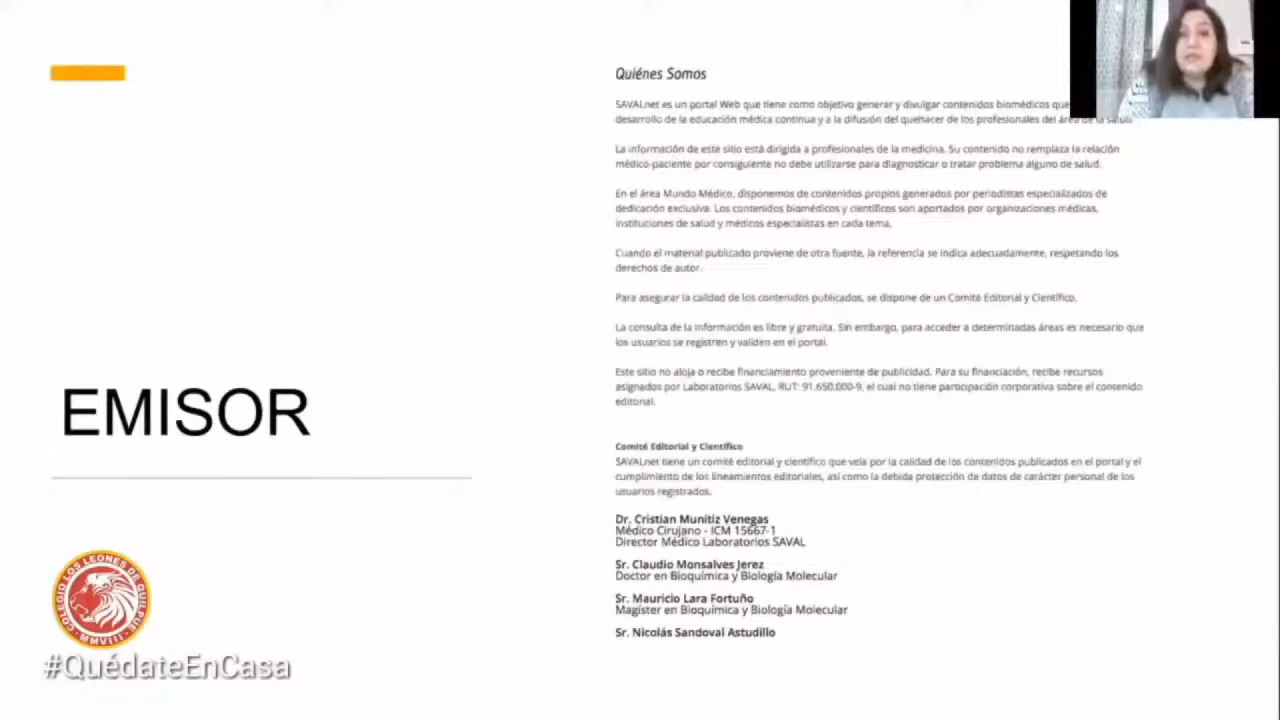 Quiénes Somos
SAVALnet es un portal Web que tiene como objetivo generar y divulgar contenidos biomédicos que
desarrollo de la educación médica continua y a la difusión del quehacer de los profesionales del área de la salud.
La información de este sitio está dirigida a profesionales de la medicina. Su contenido no remplaza la relación
médico-paciente por consiguiente no debe utilizarse para diagnosticar o tratar problema alguno de salud.
En el área Mundo Médico, disponemos de contenidos propios generados por periodistas especializados de
dedicación exclusiva. Los contenidos biomédicos y científicos son aportados por organizaciones médicas,
instituciones de salud y médicos especialistas en cada tema.
Cuando el material publicado proviene de otra fuente, la referencia se indica adecuadamente, respetando los
derechos de autor.
Para asegurar la calidad de los contenidos publicados, se dispone de un Comité Editorial y Científico.
La consulta de la información es libre y gratuita. Sin embargo, para acceder a determinadas áreas es necesario que
los usuarios se registren y validen en el portal.
Este sitio no aloja o recibe financiamiento proveniente de publicidad. Para su financiación, recibe recursos
asignados por Laboratorios SAVAL, RUT: 91.650.000-9, el cual no tiene participación corporativa sobre el contenido
editorial.
EMISOR
Comité Editorial y Científico
SAVALnet tiene un comité editorial y científico que vela por la calidad de los contenidos publicados en el portal y el
cumplimiento de los lineamientos editoriales, así como la debida protección de datos de carácter personal de los
usuarios registrados.
Dr. Cristian Munitiz Venegas
Médico Cirujano - ICM 15667-1
Director Médico Laboratorios SAVAL
Sr. Claudio Monsalves Jerez
Doctor en Bioquímica y Biología Molecular
Sr. Mauricio Lara Fortuño
Magíster en Bioquímica y Biología Molecular
Sr. Nicolás Sandoval Astudillo
COLEGIO LOS LEONES DE QUILPUE
MMVIII
#QuédateEnCasa